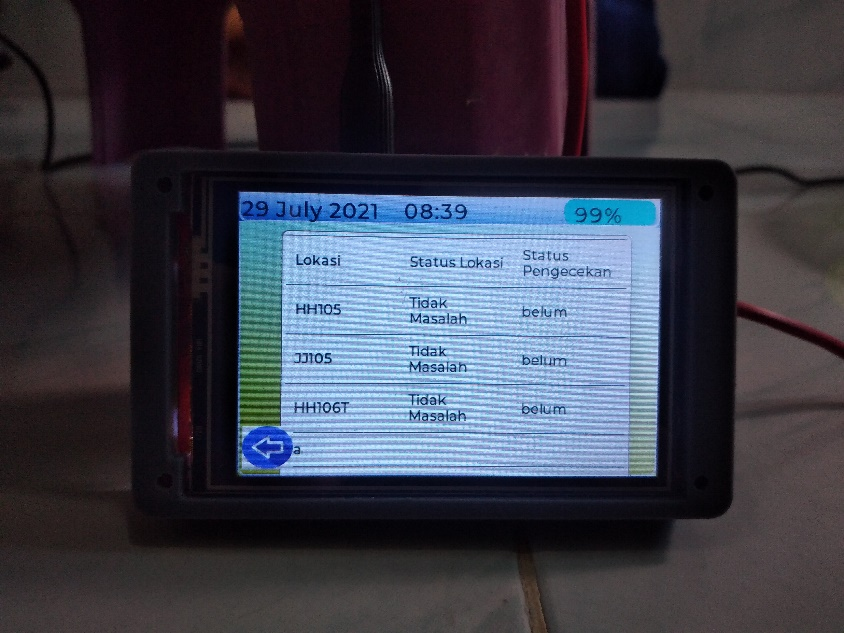 29 July 2021 08:39 99%
Lokasi Status Lokasi Status Pengecekan
HH105 Tidak Masalah belum
JJ105 Tidak Masalah belum
HH106T Tidak Masalah belum
a